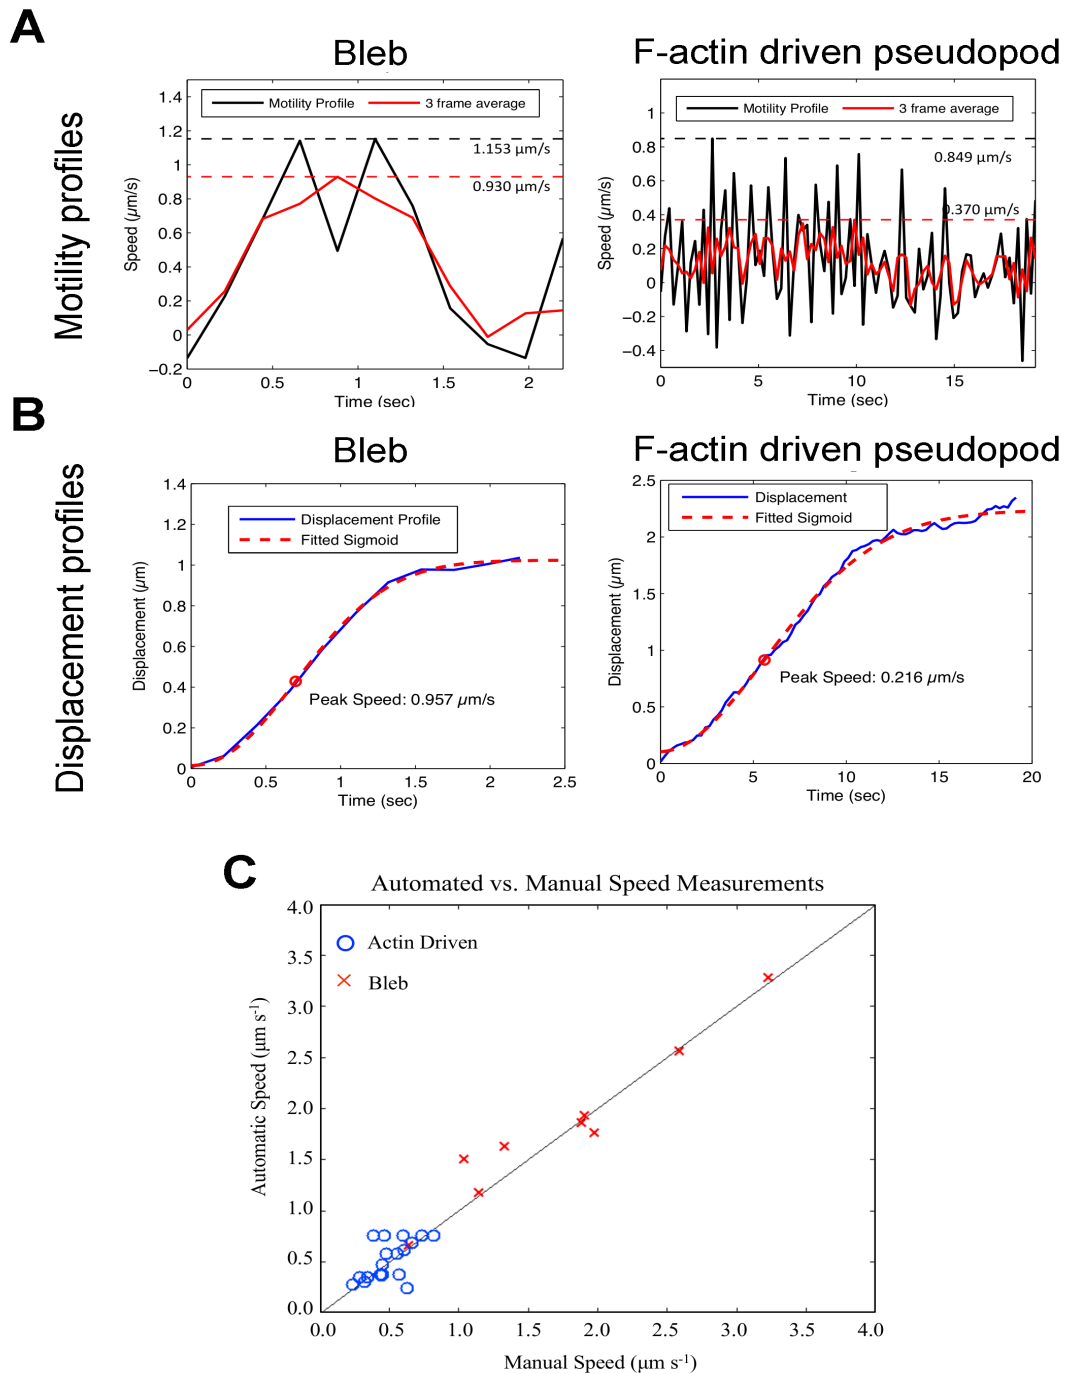 A
Bleb
F-actin driven pseudopod
Motility profiles
Motility Profile
3 frame average
1.153 µm/s
0.930 µm/s
Speed (µm/s)
1.4
1.2
1
0.8
0.6
0.4
0.2
0
−0.2
0
0.5
1
1.5
2
Time (sec)
Motility Profile
3 frame average
0.849 µm/s
0.370 µm/s
Speed (µm/s)
1
0.8
0.6
0.4
0.2
0
−0.2
−0.4
0
5
10
15
Time (sec)
B
Bleb
F-actin driven pseudopod
Displacement profiles
Displacement Profile
Fitted Sigmoid
Peak Speed: 0.957 µm/s
Displacement (µm)
1.4
1.2
1
0.8
0.6
0.4
0.2
0
0
0.5
1
1.5
2
2.5
Time (sec)
Displacement
Fitted Sigmoid
Peak Speed: 0.216 µm/s
Displacement (µm)
2.5
2
1.5
1
0.5
0
0
5
10
15
20
Time (sec)
C
Automated vs. Manual Speed Measurements
Actin Driven
Bleb
Automatic Speed (µm s⁻¹)
4.0
3.5
3.0
2.5
2.0
1.5
1.0
0.5
0.0
0.0
0.5
1.0
1.5
2.0
2.5
3.0
3.5
4.0
Manual Speed (µm s⁻¹)